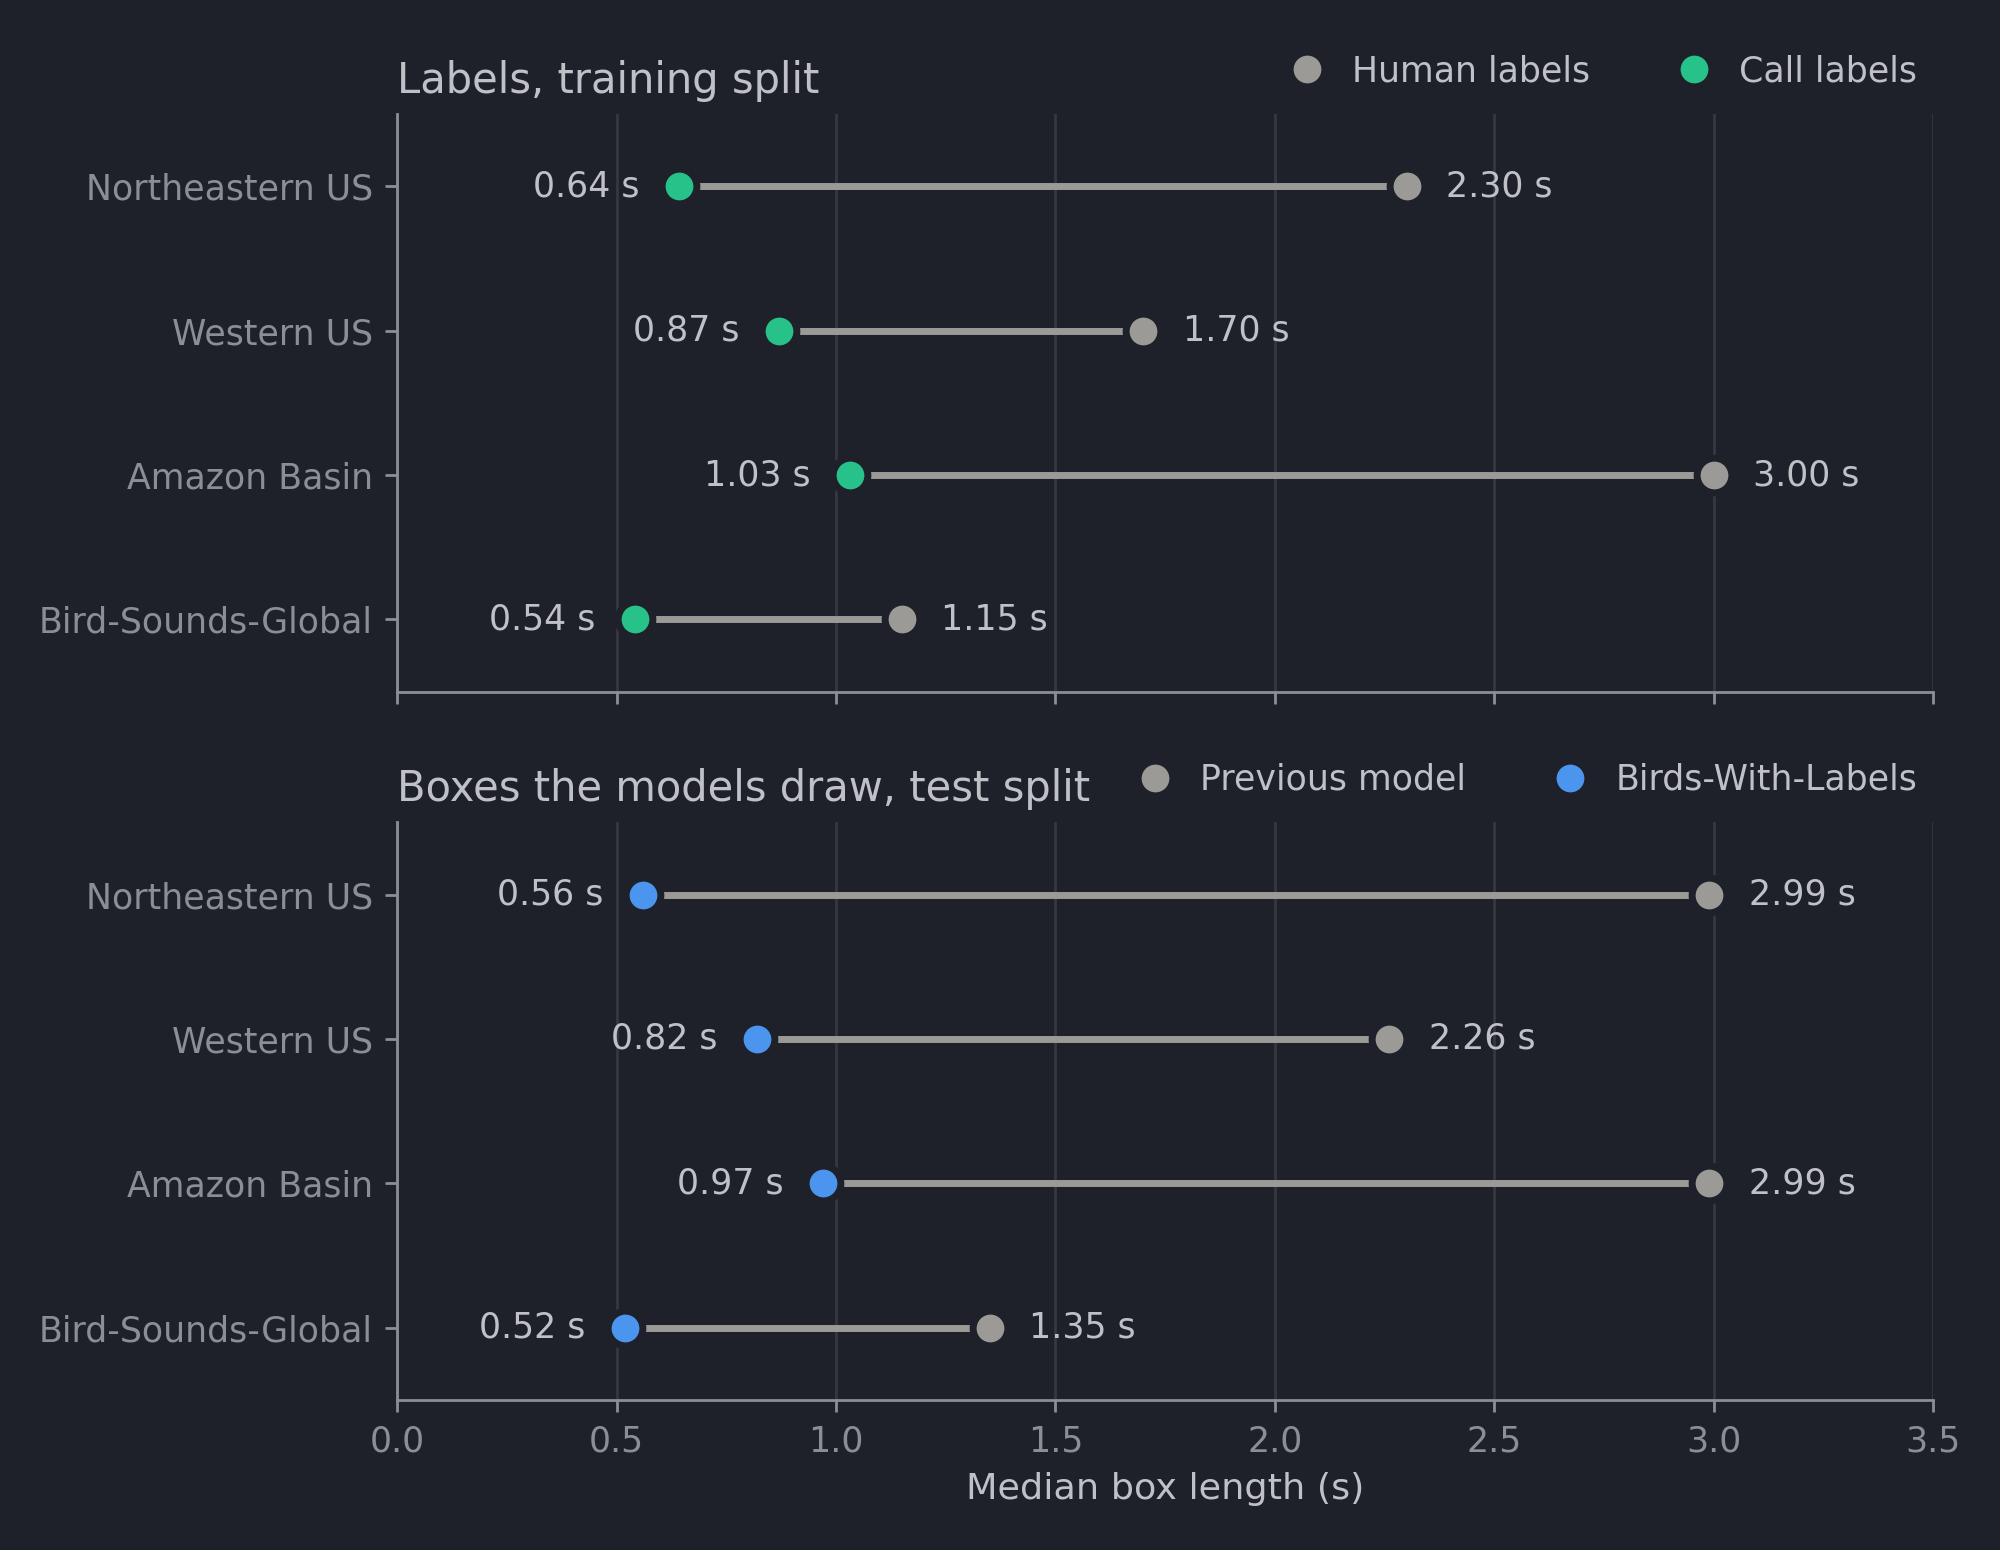 Labels, training split
Human labels
Call labels
Northeastern US
0.64 s
2.30 s
Western US
0.87 s
1.70 s
Amazon Basin
1.03 s
3.00 s
Bird-Sounds-Global
0.54 s
1.15 s
Boxes the models draw, test split
Previous model
Birds-With-Labels
Northeastern US
0.56 s
2.99 s
Western US
0.82 s
2.26 s
Amazon Basin
0.97 s
2.99 s
Bird-Sounds-Global
0.52 s
1.35 s
0.0 0.5 1.0 1.5 2.0 2.5 3.0 3.5
Median box length (s)